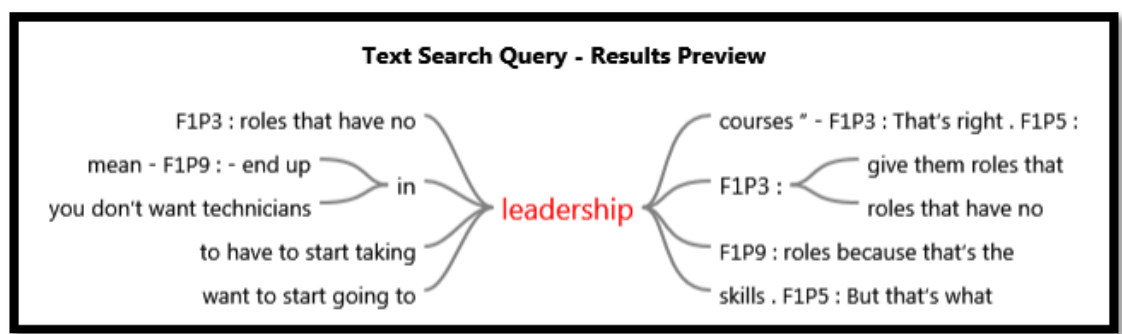 Text Search Query - Results Preview
F1P3 : roles that have no
mean - F1P9 : - end up
in
you don't want technicians
to have to start taking
want to start going to
leadership
courses “ - F1P3 : That's right . F1P5 :
F1P3 :
give them roles that
roles that have no
F1P9 : roles because that's the
skills . F1P5 : But that's what